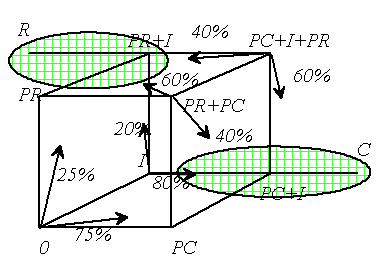 R
40%
PR+I
PC+I+PR
60%
60%
PR
PR+PC
20%
40%
I
C
25%
80%
PC+I
75%
0
PC